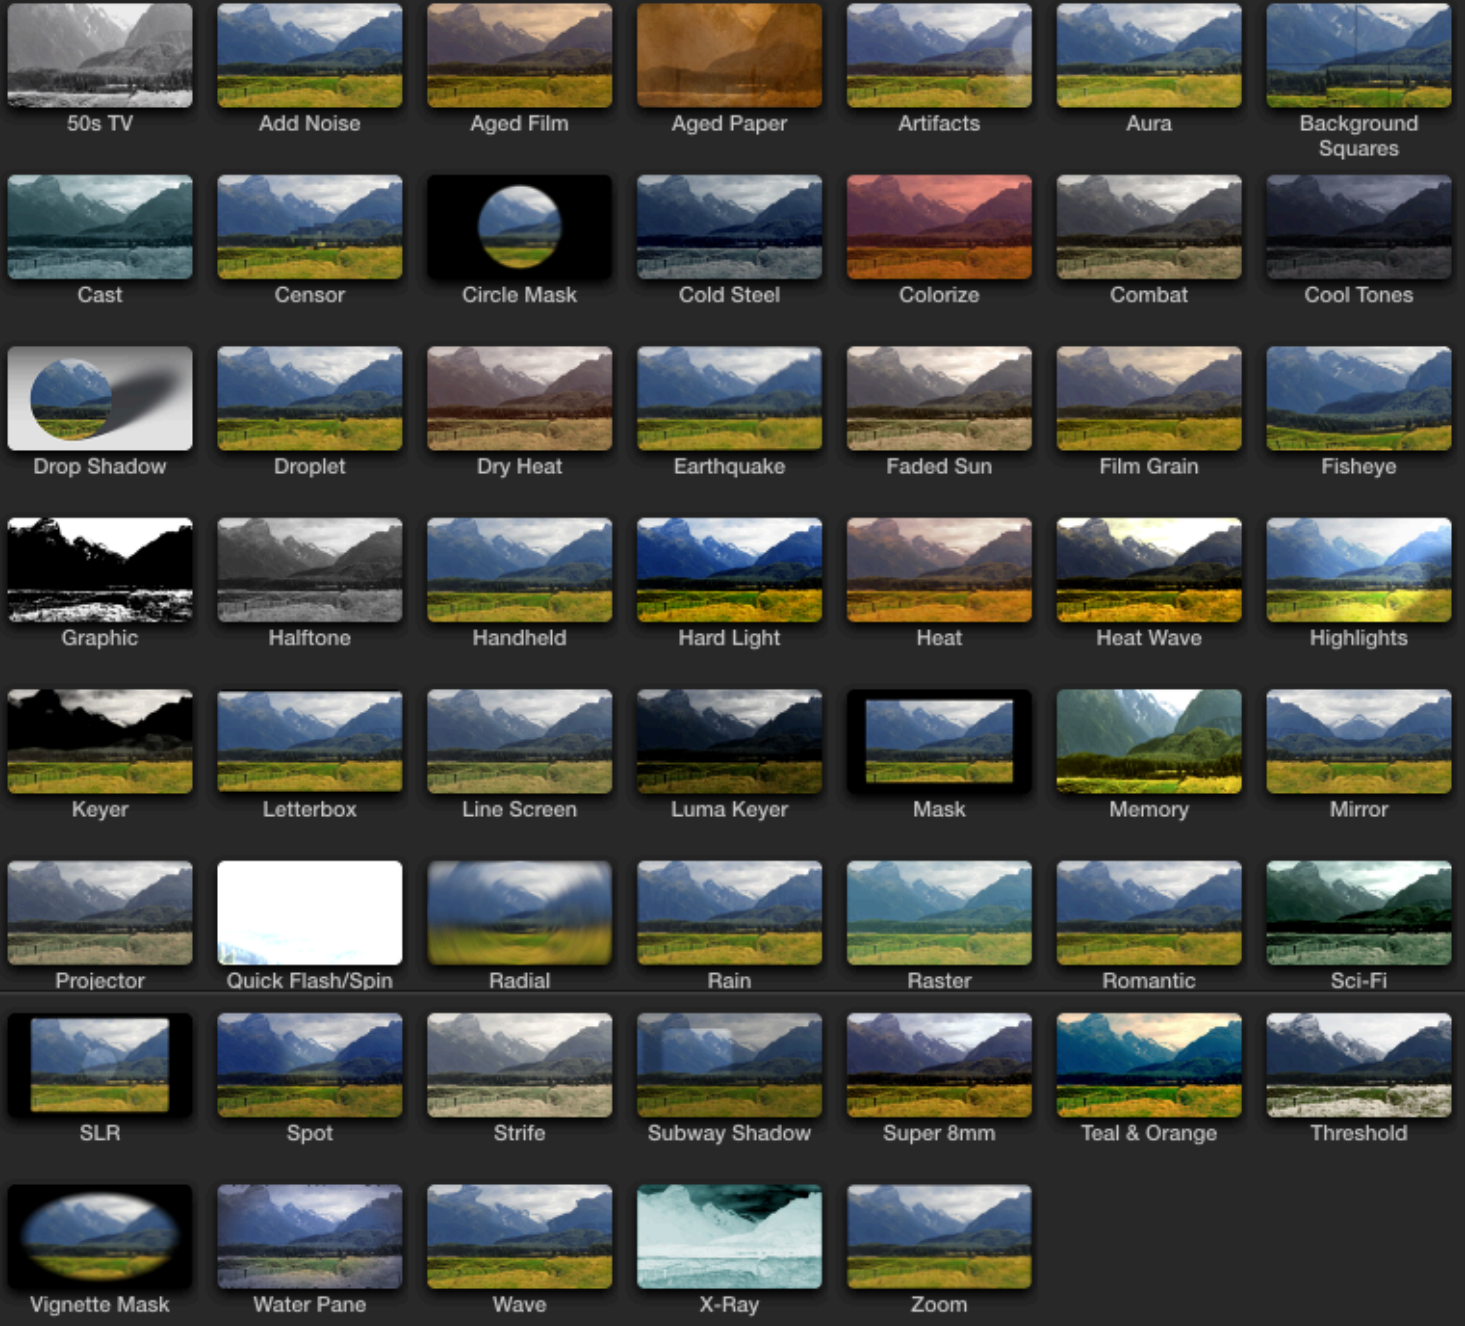 50s TV
Add Noise
Aged Film
Aged Paper
Artifacts
Aura
Background
Squares
Cast
Censor
Circle Mask
Cold Steel
Colorize
Combat
Cool Tones
Drop Shadow
Droplet
Dry Heat
Earthquake
Faded Sun
Film Grain
Fisheye
Graphic
Halftone
Handheld
Hard Light
Heat
Heat Wave
Highlights
Keyer
Letterbox
Line Screen
Luma Keyer
Mask
Memory
Mirror
Projector
Quick Flash/Spin
Radial
Rain
Raster
Romantic
Sci-Fi
SLR
Spot
Strife
Subway Shadow
Super 8mm
Teal & Orange
Threshold
Vignette Mask
Water Pane
Wave
X-Ray
Zoom